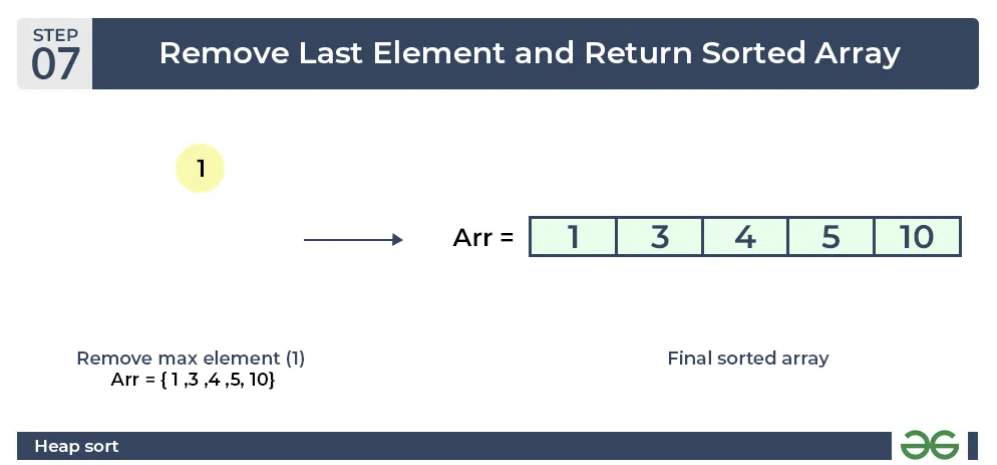 STEP
07
Remove Last Element and Return Sorted Array
1
Arr = 1 3 4 5 10
Remove max element (1)
Arr = { 1 ,3 ,4 ,5, 10}
Final sorted array
Heap sort